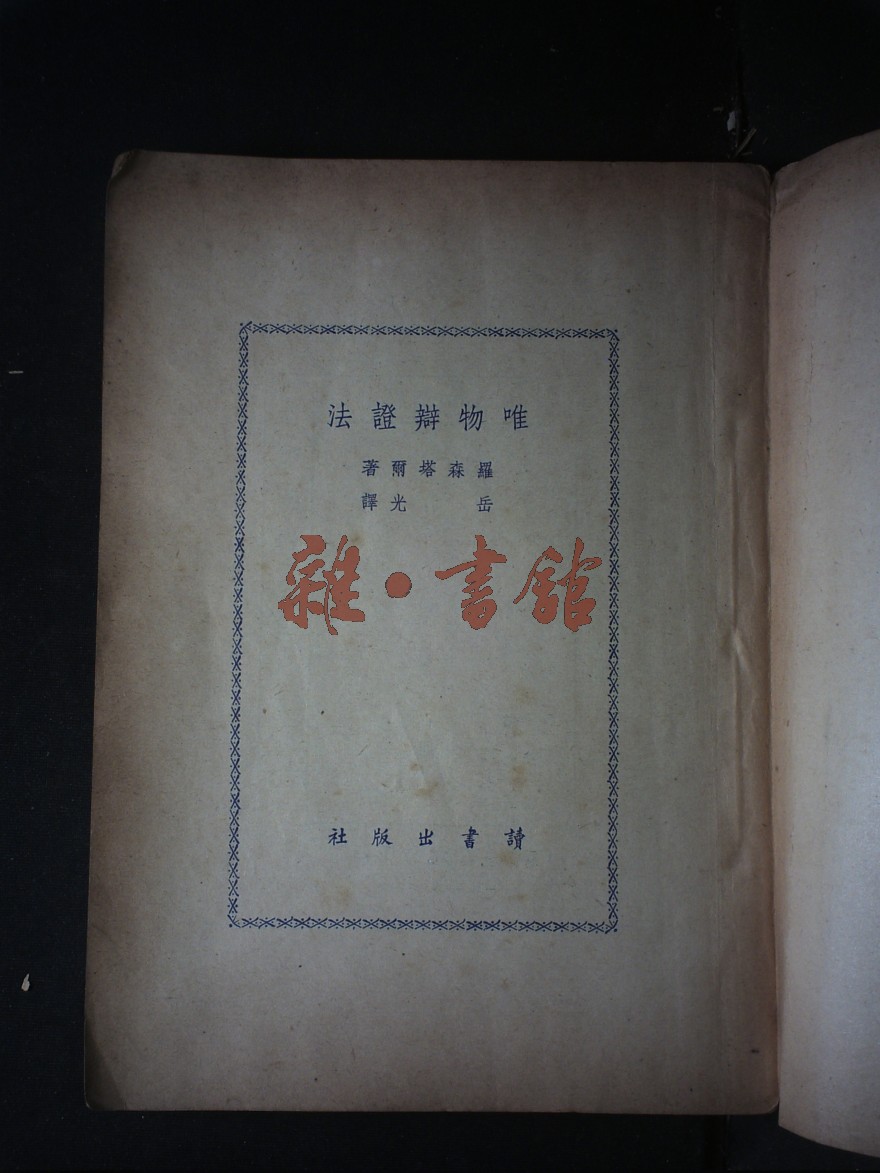 唯物辯證法
羅森塔爾著
岳光譯
雜·書館
讀書出版社